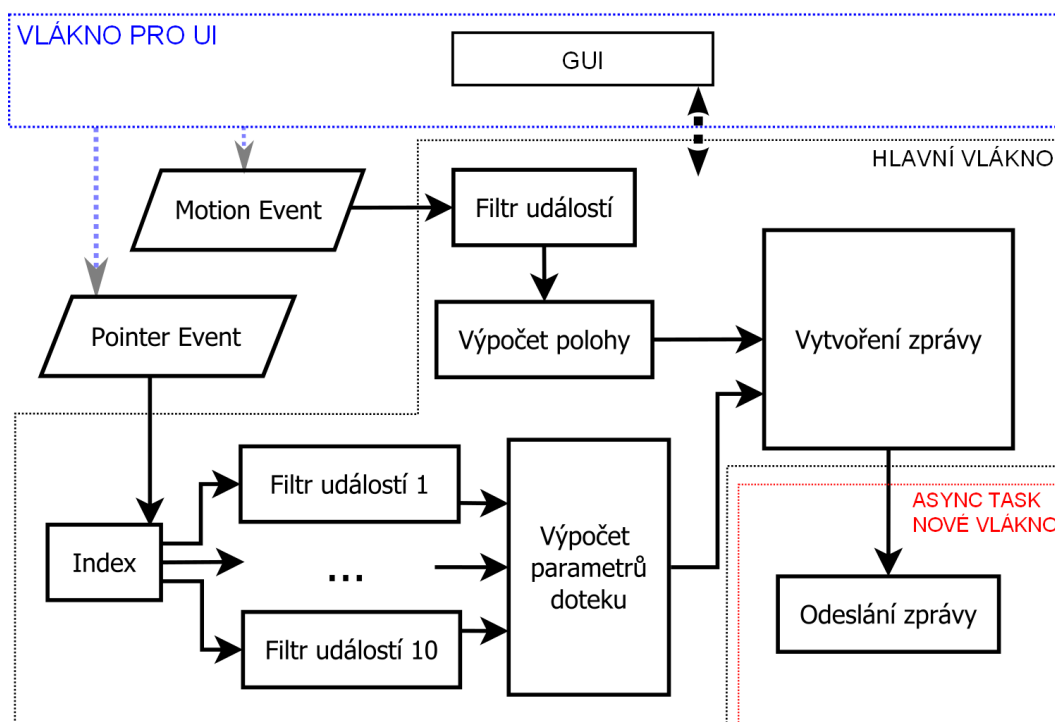 VLÁKNO PRO UI
GUI
HLAVNÍ VLÁKNO
Motion Event
Filtr událostí
Pointer Event
Výpočet polohy
Vytvoření zprávy
Filtr událostí 1
Index
...
Filtr událostí 10
Výpočet
parametrů
doteku
ASYNC TASK
NOVÉ VLÁKNO
Odeslání zprávy